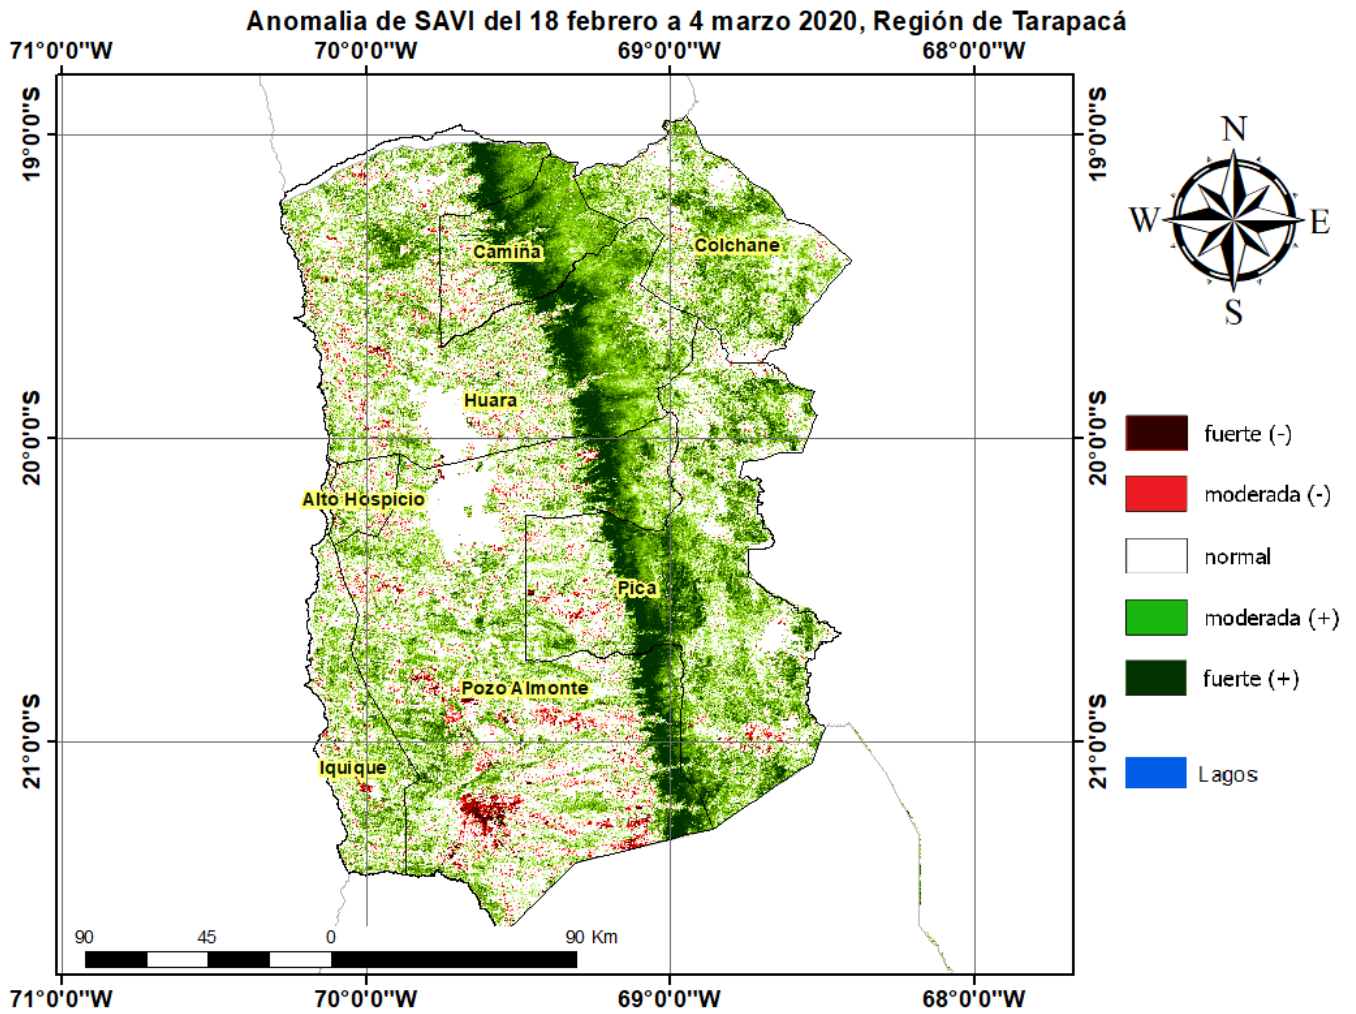 Anomalia de SAVI del 18 febrero a 4 marzo 2020, Región de Tarapacá
71°0'0"W 70°0'0"W 69°0'0"W 68°0'0"W
19°0'0"S
19°0'0"S
N
W E
S
Camiña
Colchane
Huara
20°0'0"S
20°0'0"S
fuerte (-)
moderada (-)
Alto Hospicio
normal
Pica
moderada (+)
fuerte (+)
Pozo Almonte
21°0'0"S
21°0'0"S
Iquique
Lagos
90 45 0 90 Km
71°0'0"W 70°0'0"W 69°0'0"W 68°0'0"W